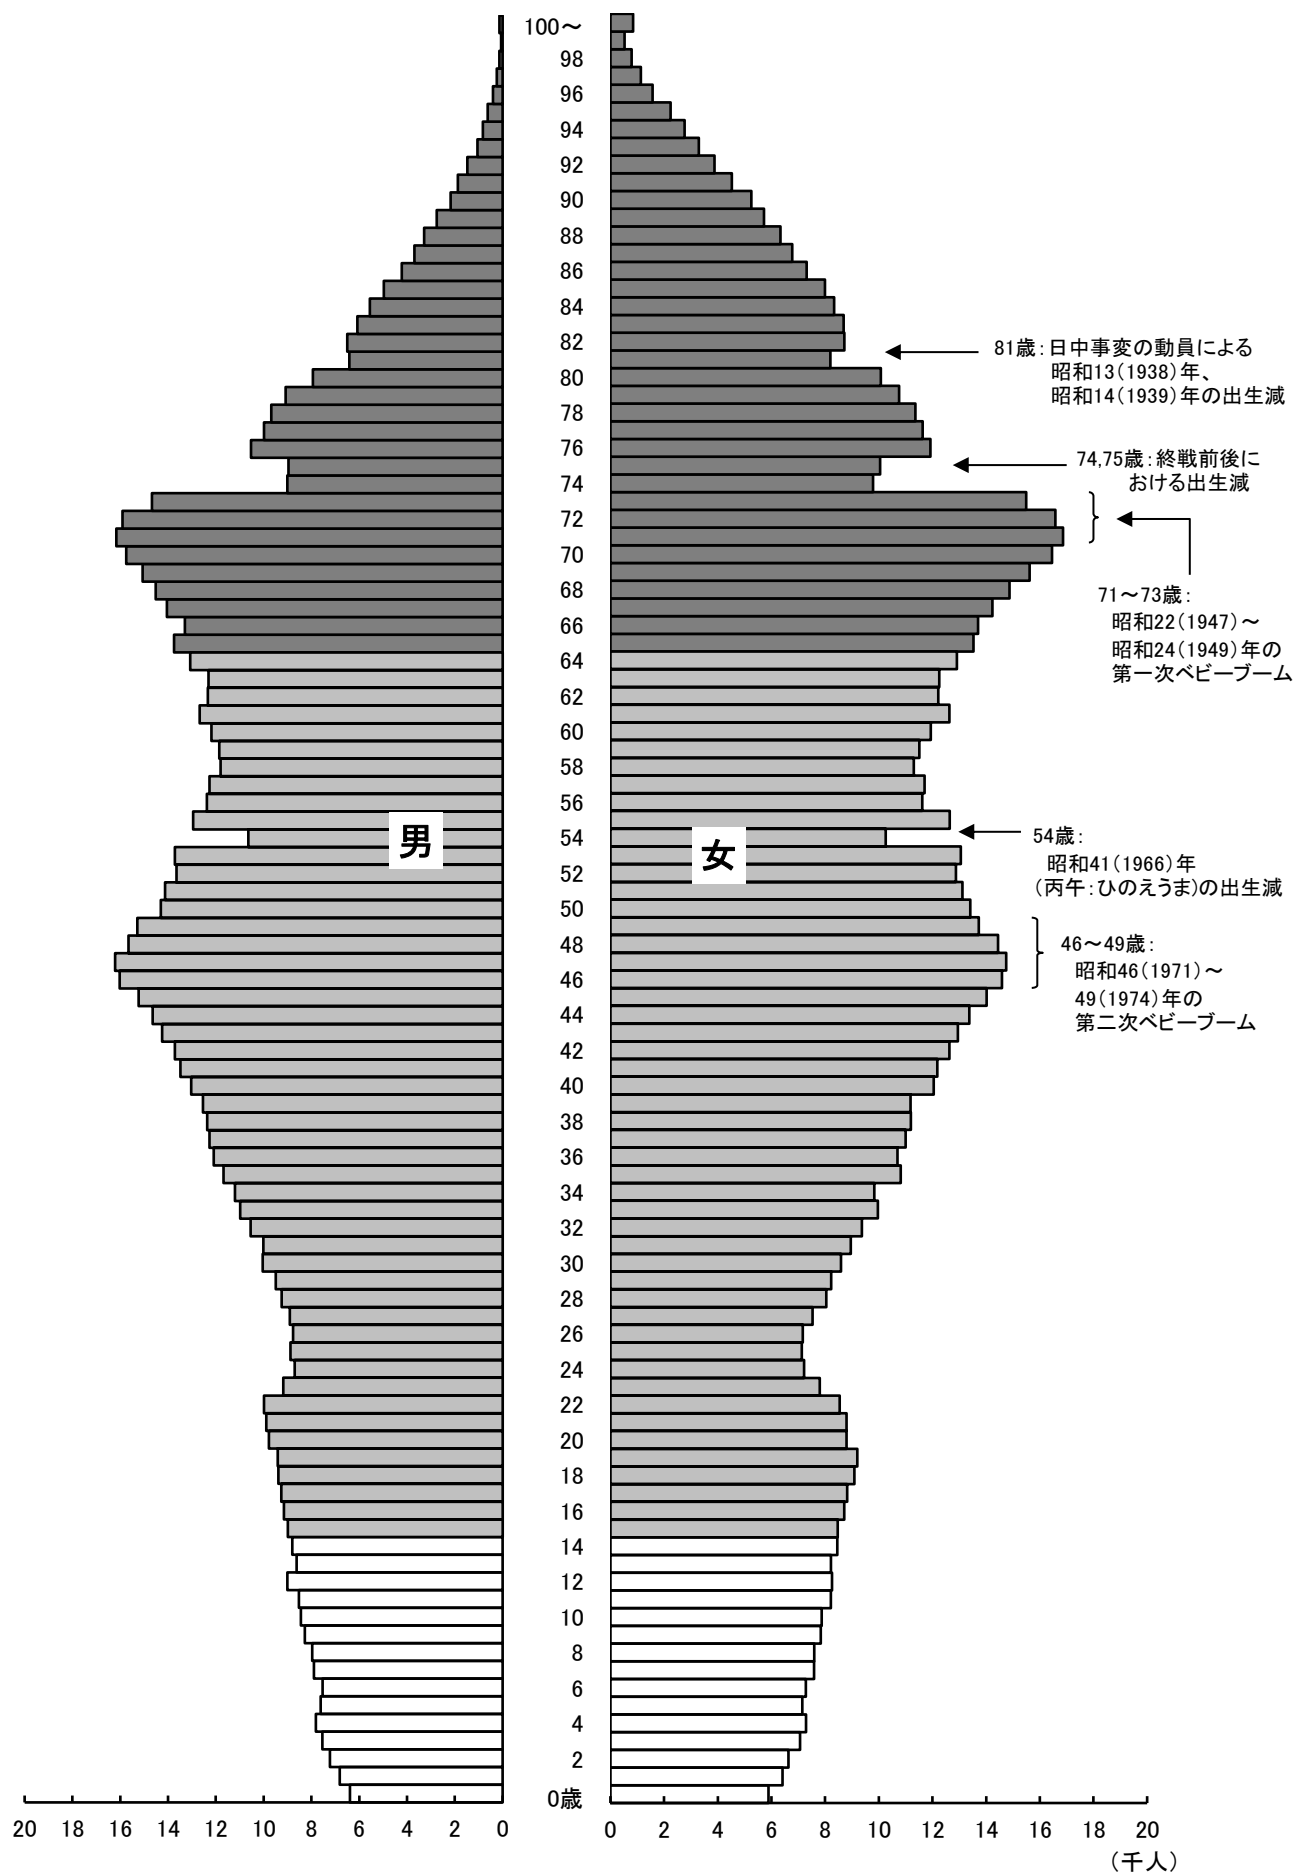 100～
98
96
94
92
90
88
86
84
82
80
78
76
74
72
70
68
66
64
62
60
58
56
54
52
50
48
46
44
42
40
38
36
34
32
30
28
26
24
22
20
18
16
14
12
10
8
6
4
2
0歳
男
女
81歳：日中事変の動員による
昭和13（1938）年、
昭和14（1939）年の出生減
74,75歳：終戦前後に
おける出生減
71～73歳：
昭和22（1947）～
昭和24（1949）年の
第一次ベビーブーム
54歳：
昭和41（1966）年
（丙午：ひのえうま）の出生減
46～49歳：
昭和46（1971）～
49（1974）年の
第二次ベビーブーム
20 18 16 14 12 10 8 6 4 2 0
0 2 4 6 8 10 12 14 16 18 20
（千人）